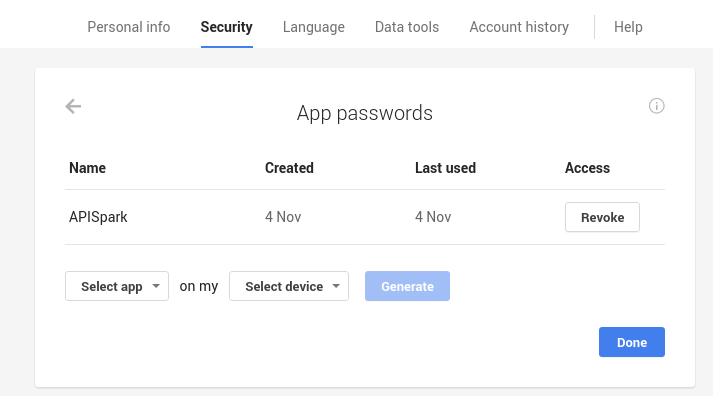 Personal info Security Language Data tools Account history Help
App passwords
Name Created Last used Access
APISpark 4 Nov 4 Nov Revoke
Select app on my Select device Generate
Done